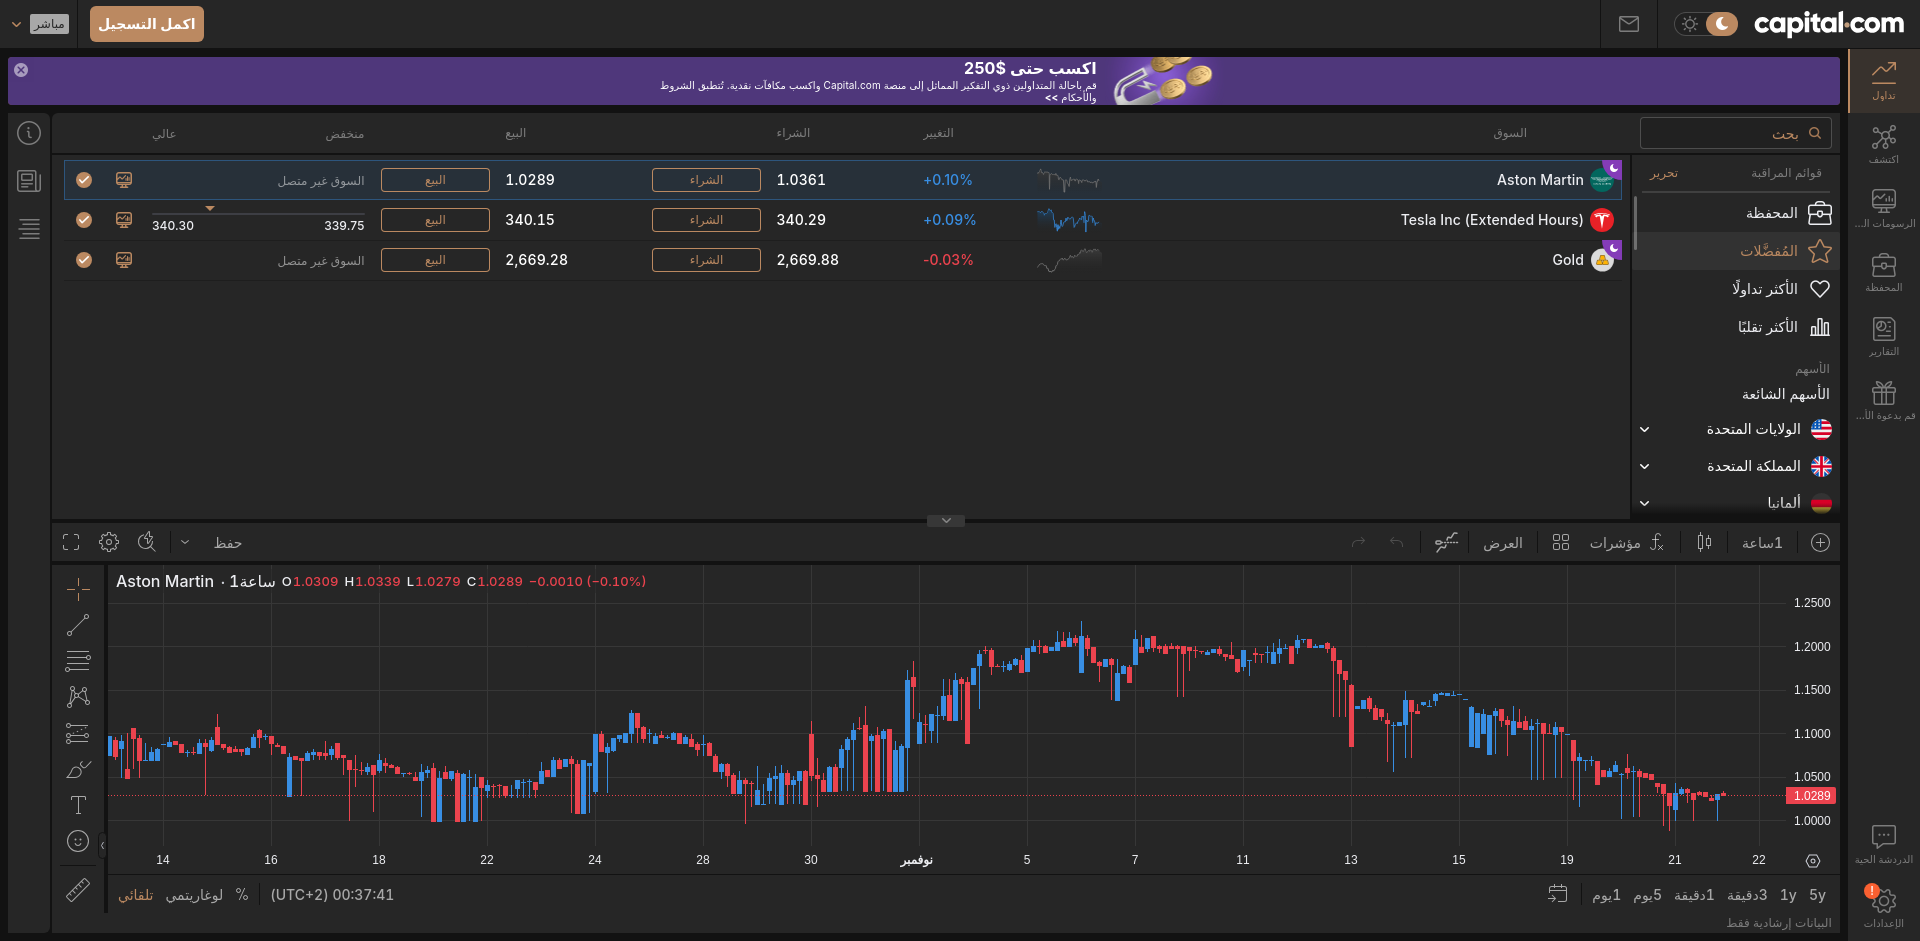 capital.com
اكمل التسجيل
مباشر
اكسب حتى $250
قم بإحالة المتداولين ذوي التفكير المماثل إلى منصة Capital.com واكسب مكافآت نقدية. تُتطبق الشروط
والأحكام >>
تداول
اكتشف
الرسومات الـ...
المحفظة
التقارير
قم بدعوة الأ...
الدردشة الحية
!
الإعدادات
بحث
قوائم المراقبة
تحرير
المحفظة
المُفضَّلات
الأكثر تداولًا
الأكثر تقلبًا
الأسهم
الأسهم الشائعة
الولايات المتحدة
المملكة المتحدة
ألمانيا
السوق التغيير الشراء البيع منخفض عالي
Aston Martin +0.10% 1.0361 الشراء 1.0289 البيع السوق غير متصل
Tesla Inc (Extended Hours) +0.09% 340.29 الشراء 340.15 البيع 339.75 340.30
Gold -0.03% 2,669.88 الشراء 2,669.28 البيع السوق غير متصل
1ساعة مؤشرات العرض حفظ
Aston Martin · 1ساعة O1.0309 H1.0339 L1.0279 C1.0289 −0.0010 (−0.10%)
1.2500
1.2000
1.1500
1.1000
1.0500
1.0289
1.0000
14 16 18 22 24 28 30 نوفمبر 5 7 11 13 15 19 21 22
5y 1y 3دقيقة 1دقيقة 5يوم 1يوم
00:37:41 (UTC+2) % لوغاريتمي تلقائي
البيانات إرشادية فقط